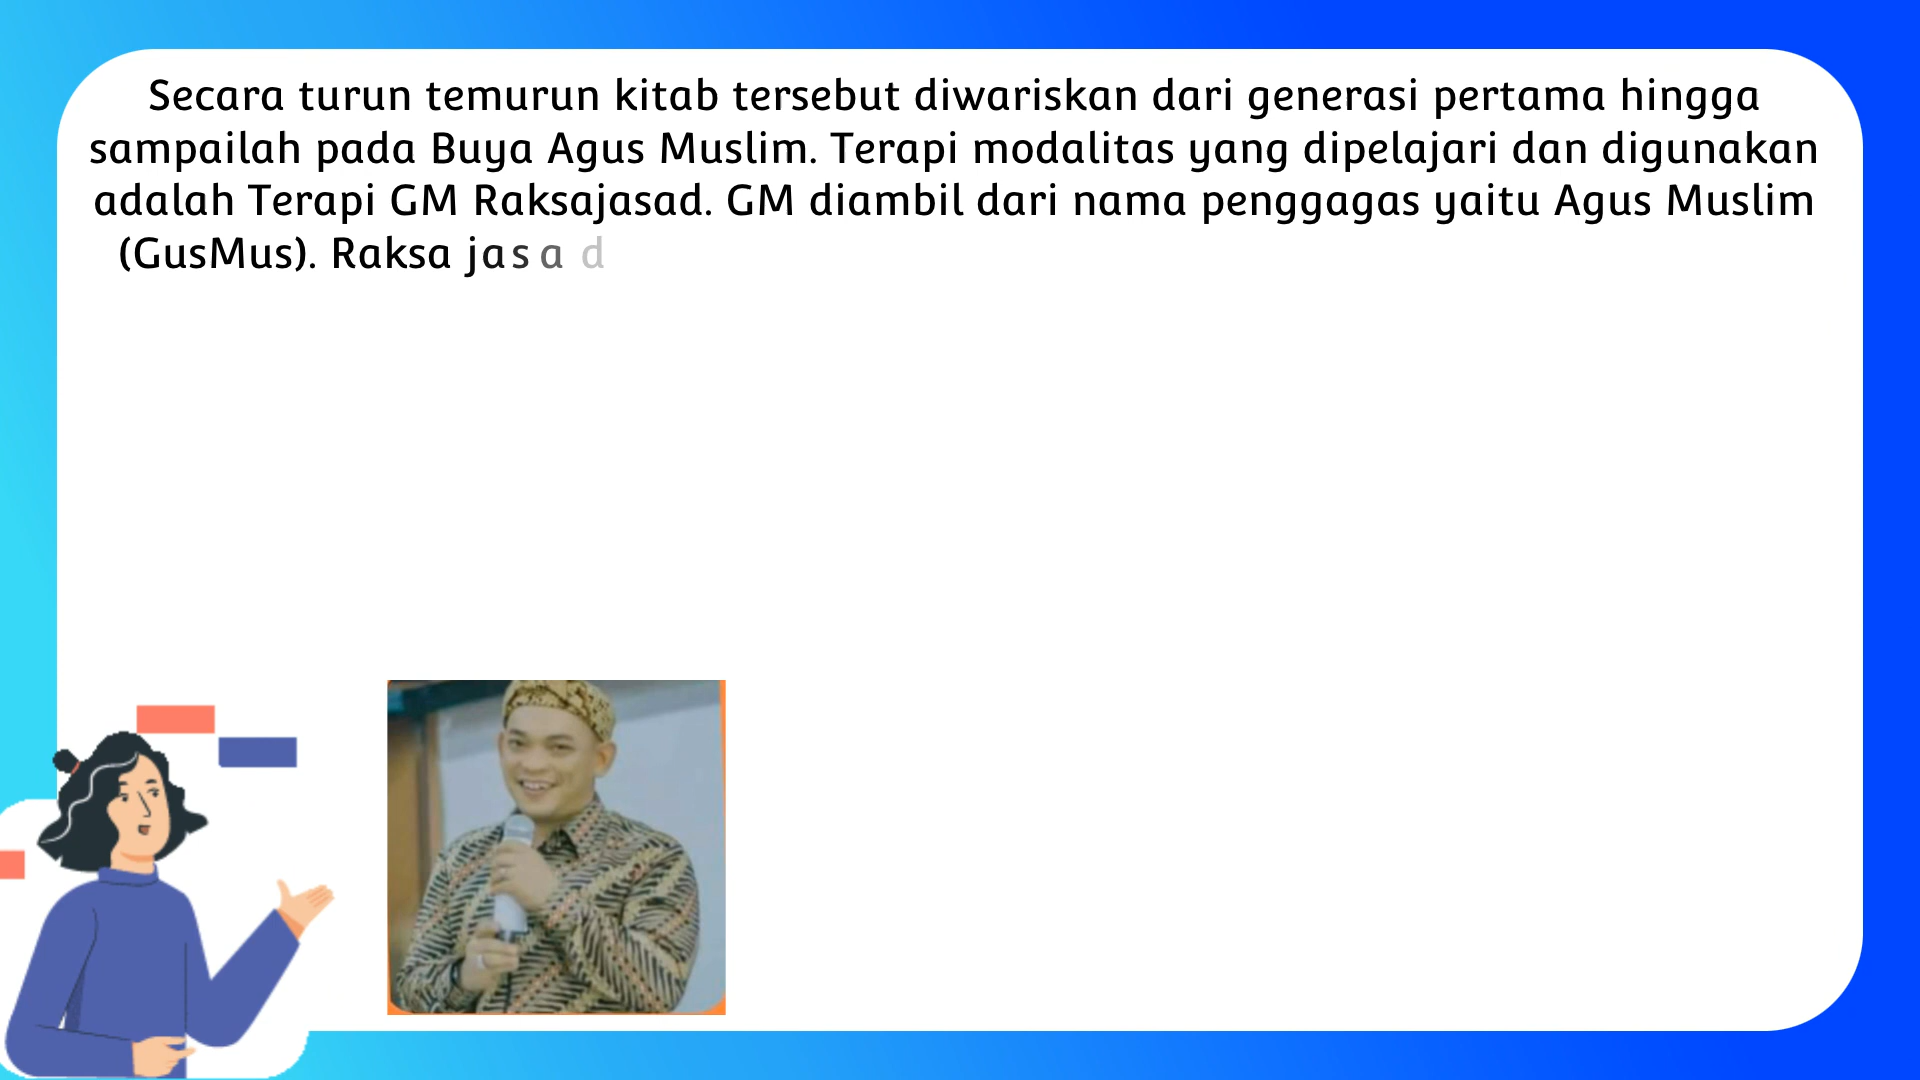 Secara turun temurun kitab tersebut diwariskan dari generasi pertama hingga
sampailah pada Buya Agus Muslim. Terapi modalitas yang dipelajari dan digunakan
adalah Terapi GM Raksajasad. GM diambil dari nama penggagas yaitu Agus Muslim
(GusMus). Raksa jasad